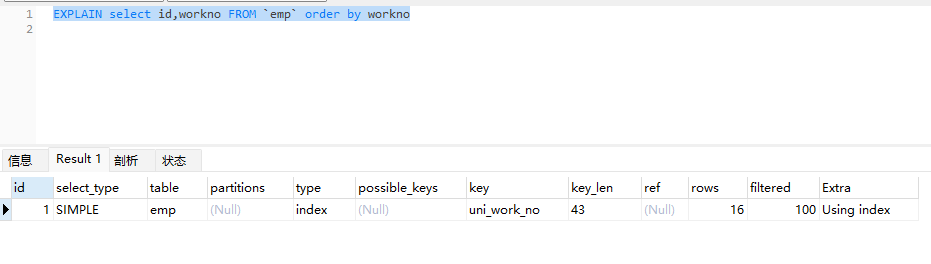 1 EXPLAIN select id,workno FROM `emp` order by workno
2
信息 Result 1 剖析 状态
id select_type table partitions type possible_keys key key_len ref rows filtered Extra
1 SIMPLE emp (Null) index (Null) uni_work_no 43 (Null) 16 100 Using index